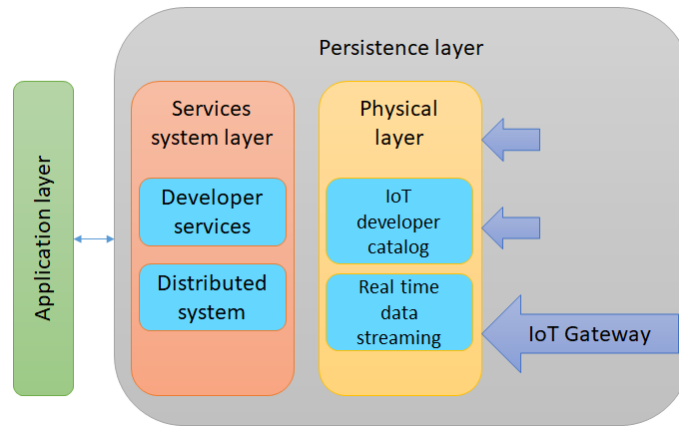 Persistence layer
Application layer
Services
system layer
Developer
services
Distributed
system
Physical
layer
IoT
developer
catalog
Real time
data
streaming
IoT Gateway